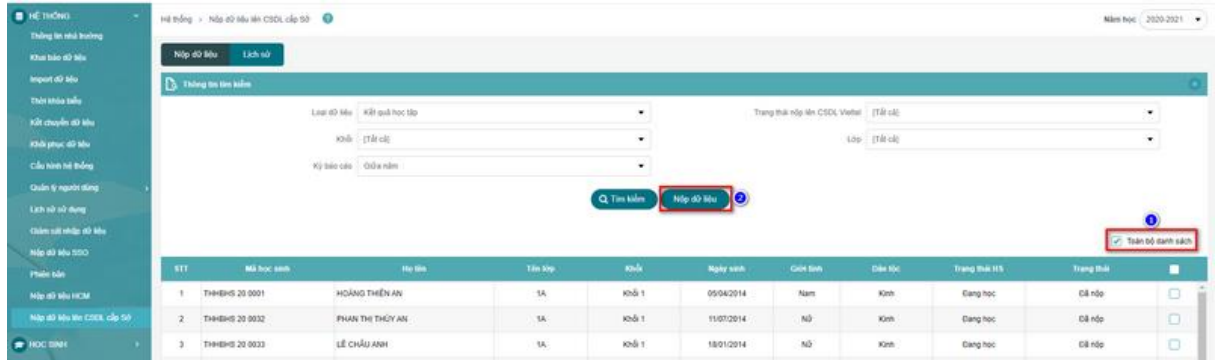 HỆ THỐNG
Hệ thống > Nộp dữ liệu lên CSDL cấp Sở
Năm học 2020-2021
Thông tin nhà trường
Khai báo dữ liệu
Import dữ liệu
Thời khóa biểu
Kết chuyển dữ liệu
Khôi phục dữ liệu
Cấu hình hệ thống
Quản lý người dùng
Lịch sử sử dụng
Giám sát nhập dữ liệu
Nộp dữ liệu SSO
Phiên bản
Nộp dữ liệu HCM
Nộp dữ liệu lên CSDL cấp Sở
HỌC SINH
Nộp dữ liệu Lịch sử
Thông tin tìm kiếm
Loại dữ liệu Kết quả học tập Trạng thái nộp lên CSDL Viettel [Tất cả]
Khối [Tất cả] Lớp [Tất cả]
Kỳ báo cáo Giữa năm
Tìm kiếm Nộp dữ liệu 2
1
Toàn bộ danh sách
STT Mã học sinh Họ tên Tên lớp Khối Ngày sinh Giới tính Dân tộc Trạng thái HS Trạng thái
1 THHBHS 20 0001 HOÀNG THIÊN AN 1A Khối 1 05/04/2014 Nam Kinh Đang học Đã nộp
2 THHBHS 20 0032 PHAN THỊ THÙY AN 1A Khối 1 11/07/2014 Nữ Kinh Đang học Đã nộp
3 THHBHS 20 0033 LÊ CHÂU ANH 1A Khối 1 18/01/2014 Nữ Kinh Đang học Đã nộp